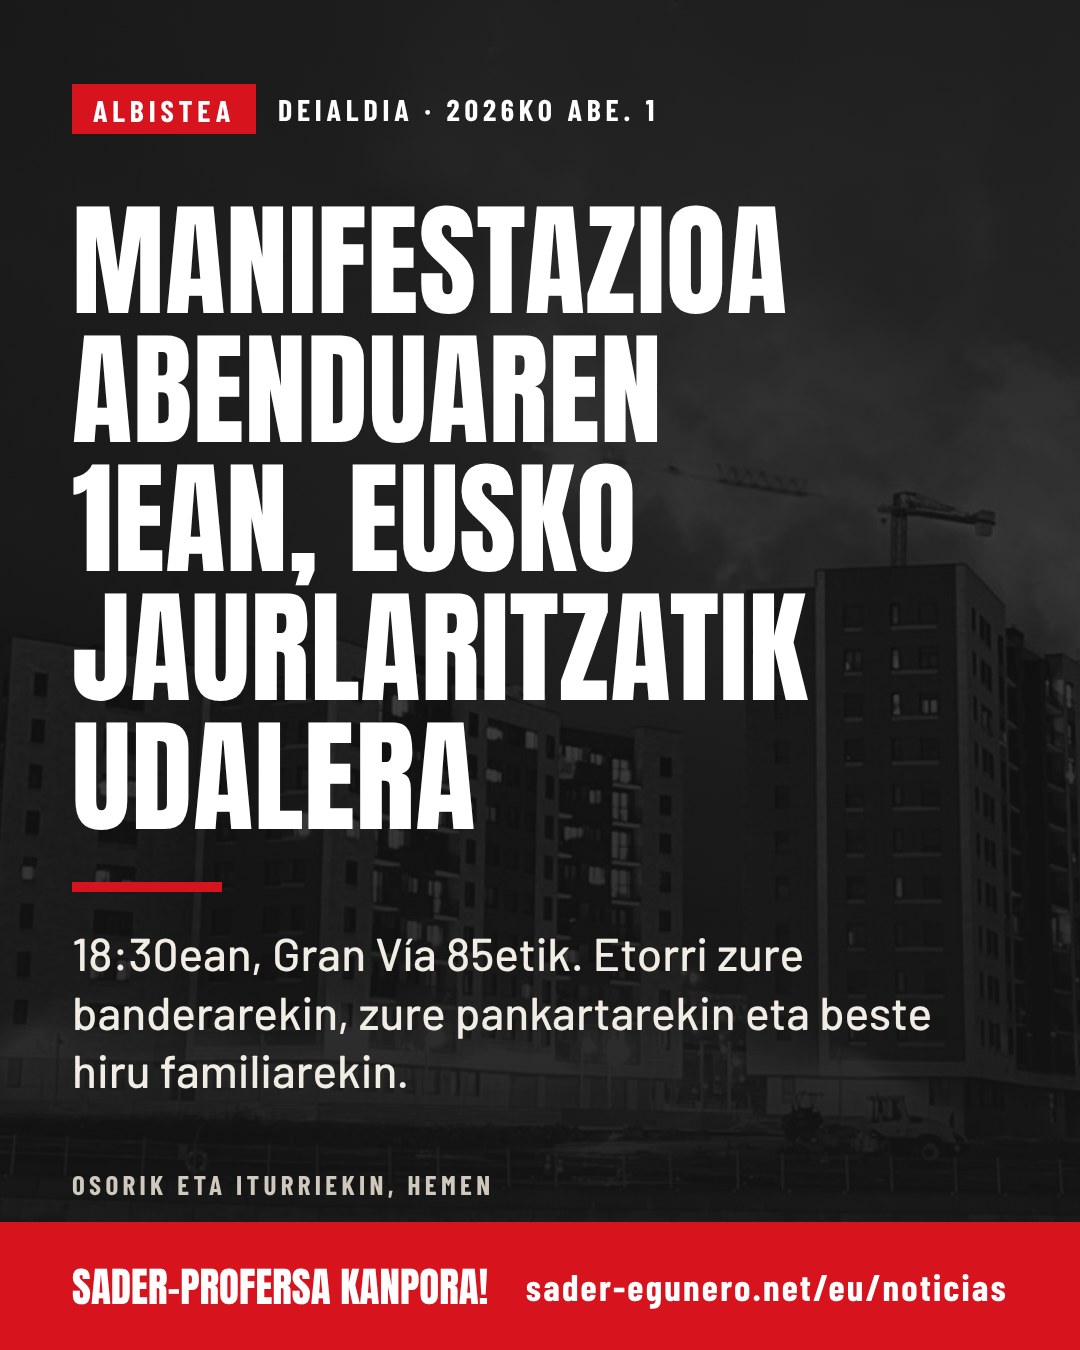 ALBISTEA DEIALDIA · 2026KO ABE. 1
MANIFESTAZIOA
ABENDUAREN
1EAN, EUSKO
JAURLARITZATIK
UDALERA
18:30ean, Gran Vía 85etik. Etorri zure
banderarekin, zure pankartarekin eta beste
hiru familiarekin.
OSORIK ETA ITURRIEKIN, HEMEN
SADER-PROFERSA KANPORA! sader-egunero.net/eu/noticias